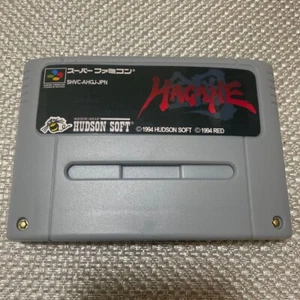 スーパーファミコン
SHVC-AHGJ-JPN
HAGANE
HUDSON SOFT
©1994 HUDSON SOFT ©1994 RED